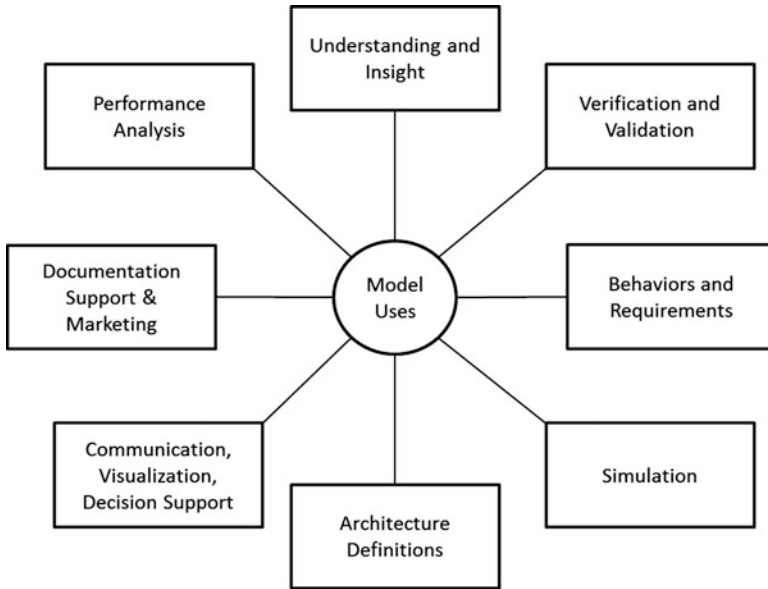 Understanding and
Insight
Performance
Analysis
Verification and
Validation
Documentation
Support &
Marketing
Model
Uses
Behaviors and
Requirements
Communication,
Visualization,
Decision Support
Simulation
Architecture
Definitions